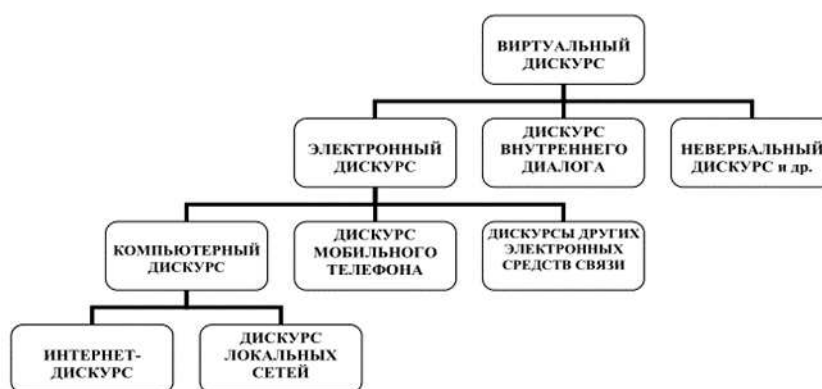 ВИРТУАЛЬНЫЙ
ДИСКУРС
ЭЛЕКТРОННЫЙ
ДИСКУРС
ДИСКУРС
ВНУТРЕННЕГО
ДИАЛОГА
НЕВЕРБАЛЬНЫЙ
ДИСКУРС и др.
КОМПЬЮТЕРНЫЙ
ДИСКУРС
ДИСКУРС
МОБИЛЬНОГО
ТЕЛЕФОНА
ДИСКУРСЫ ДРУГИХ
ЭЛЕКТРОННЫХ
СРЕДСТВ СВЯЗИ
ИНТЕРНЕТ-
ДИСКУРС
ДИСКУРС
ЛОКАЛЬНЫХ
СЕТЕЙ